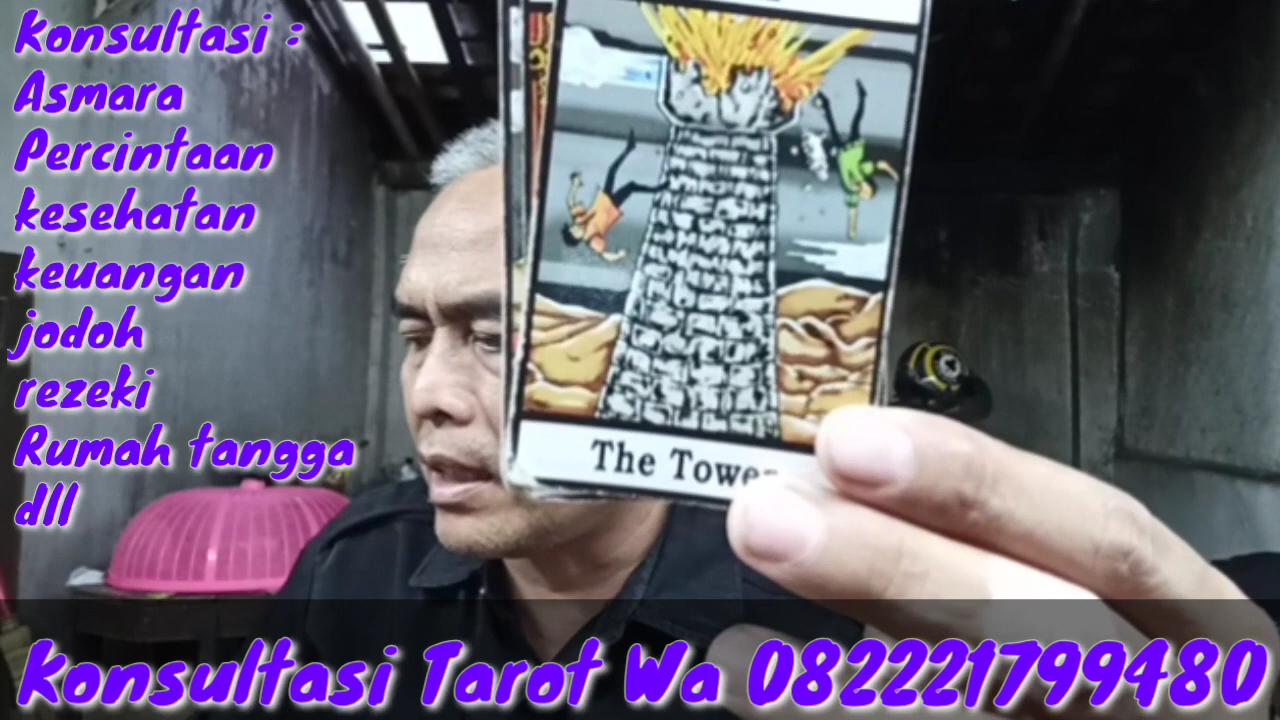 Konsultasi :
Asmara
Percintaan
kesehatan
keuangan
jodoh
rezeki
Rumah tangga
dll
The Tower
Konsultasi Tarot Wa 082221799480